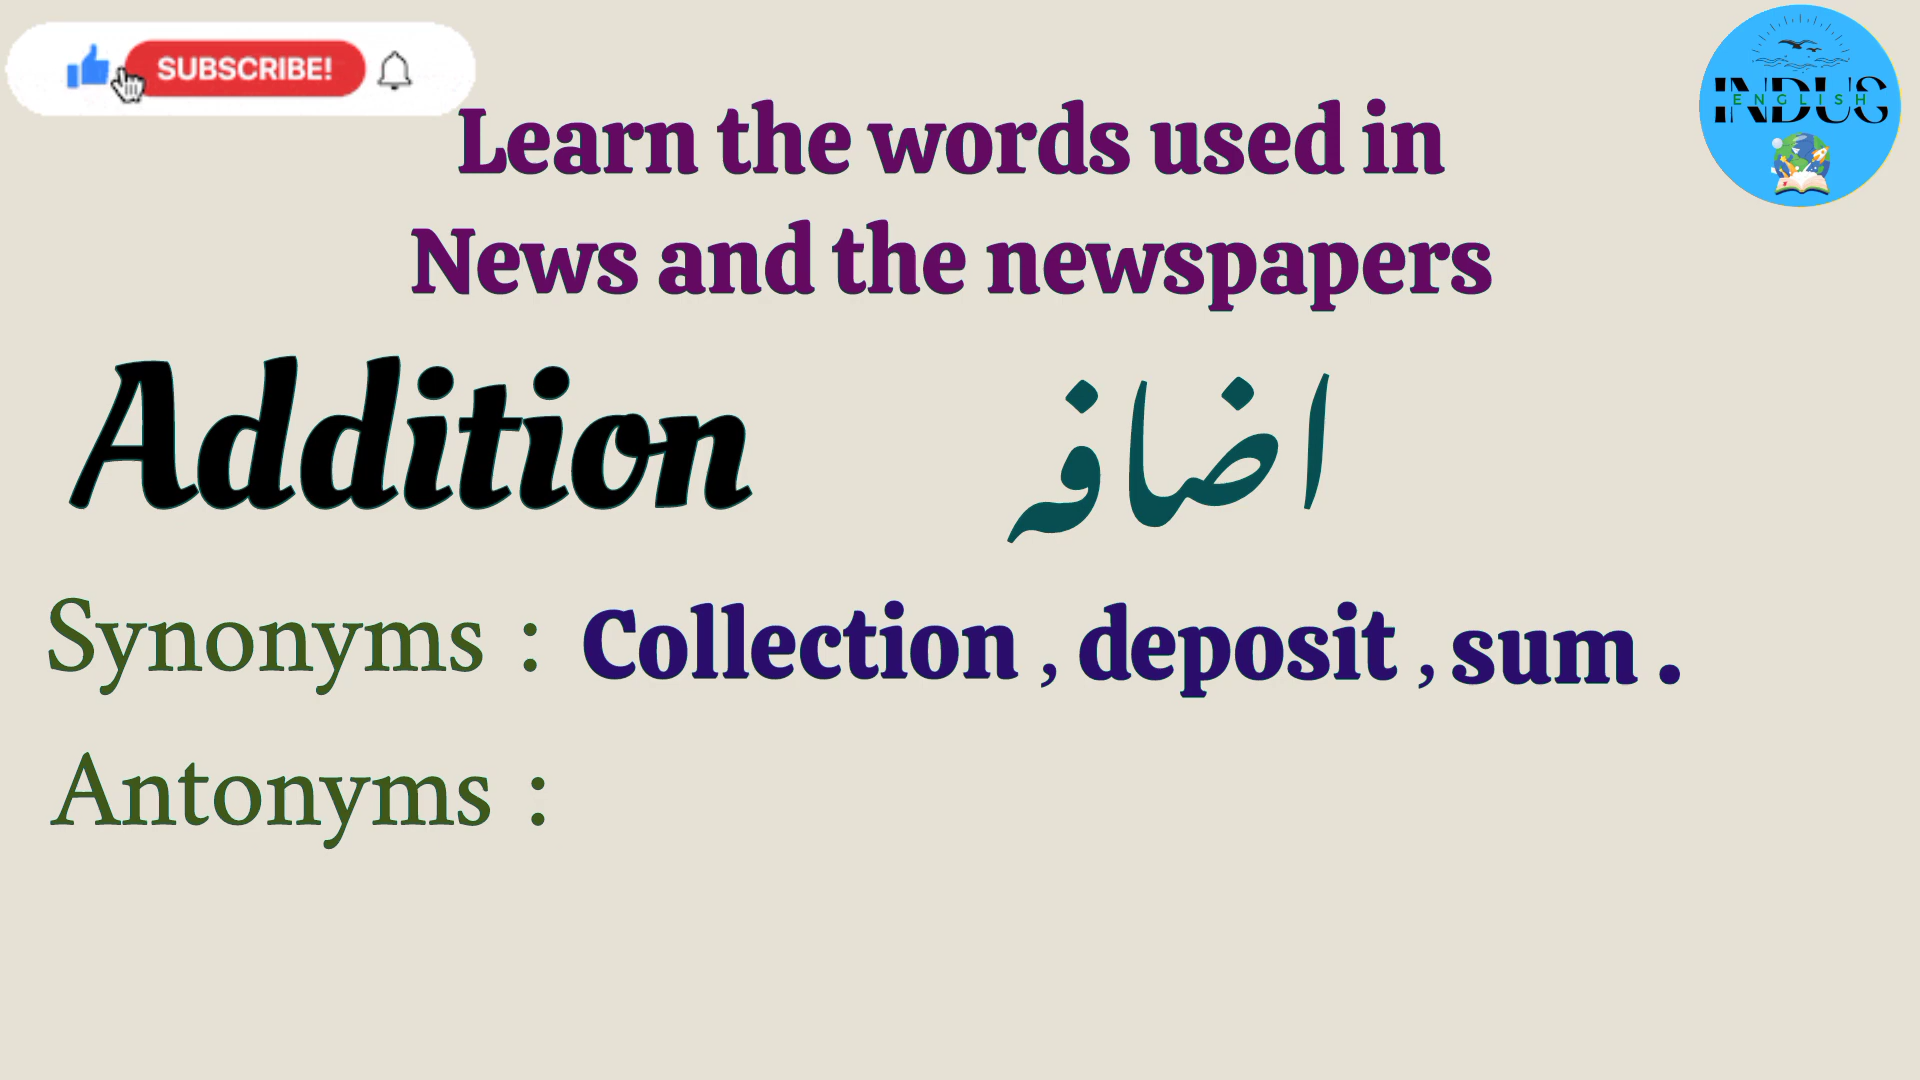 SUBSCRIBE!
INDUS
ENGLISH
Learn the words used in
News and the newspapers
Addition اضافہ
Synonyms : Collection , deposit , sum .
Antonyms :